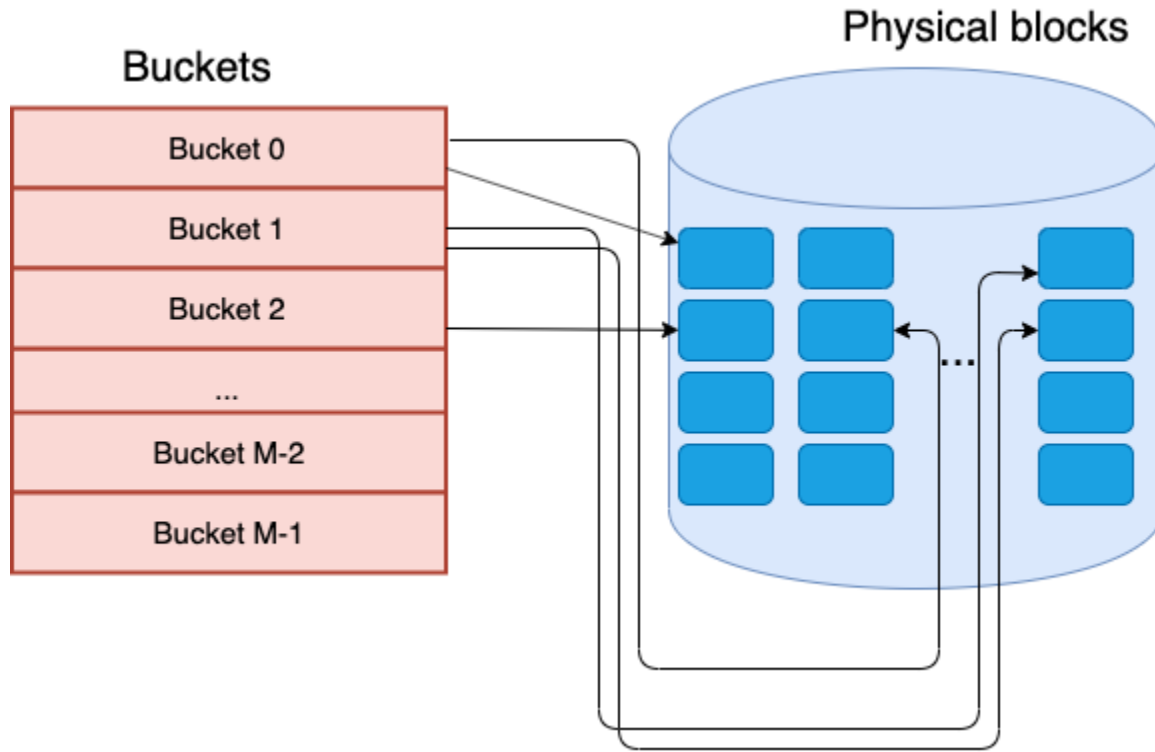 Physical blocks
Buckets
Bucket 0
Bucket 1
Bucket 2
...
Bucket M-2
Bucket M-1
...